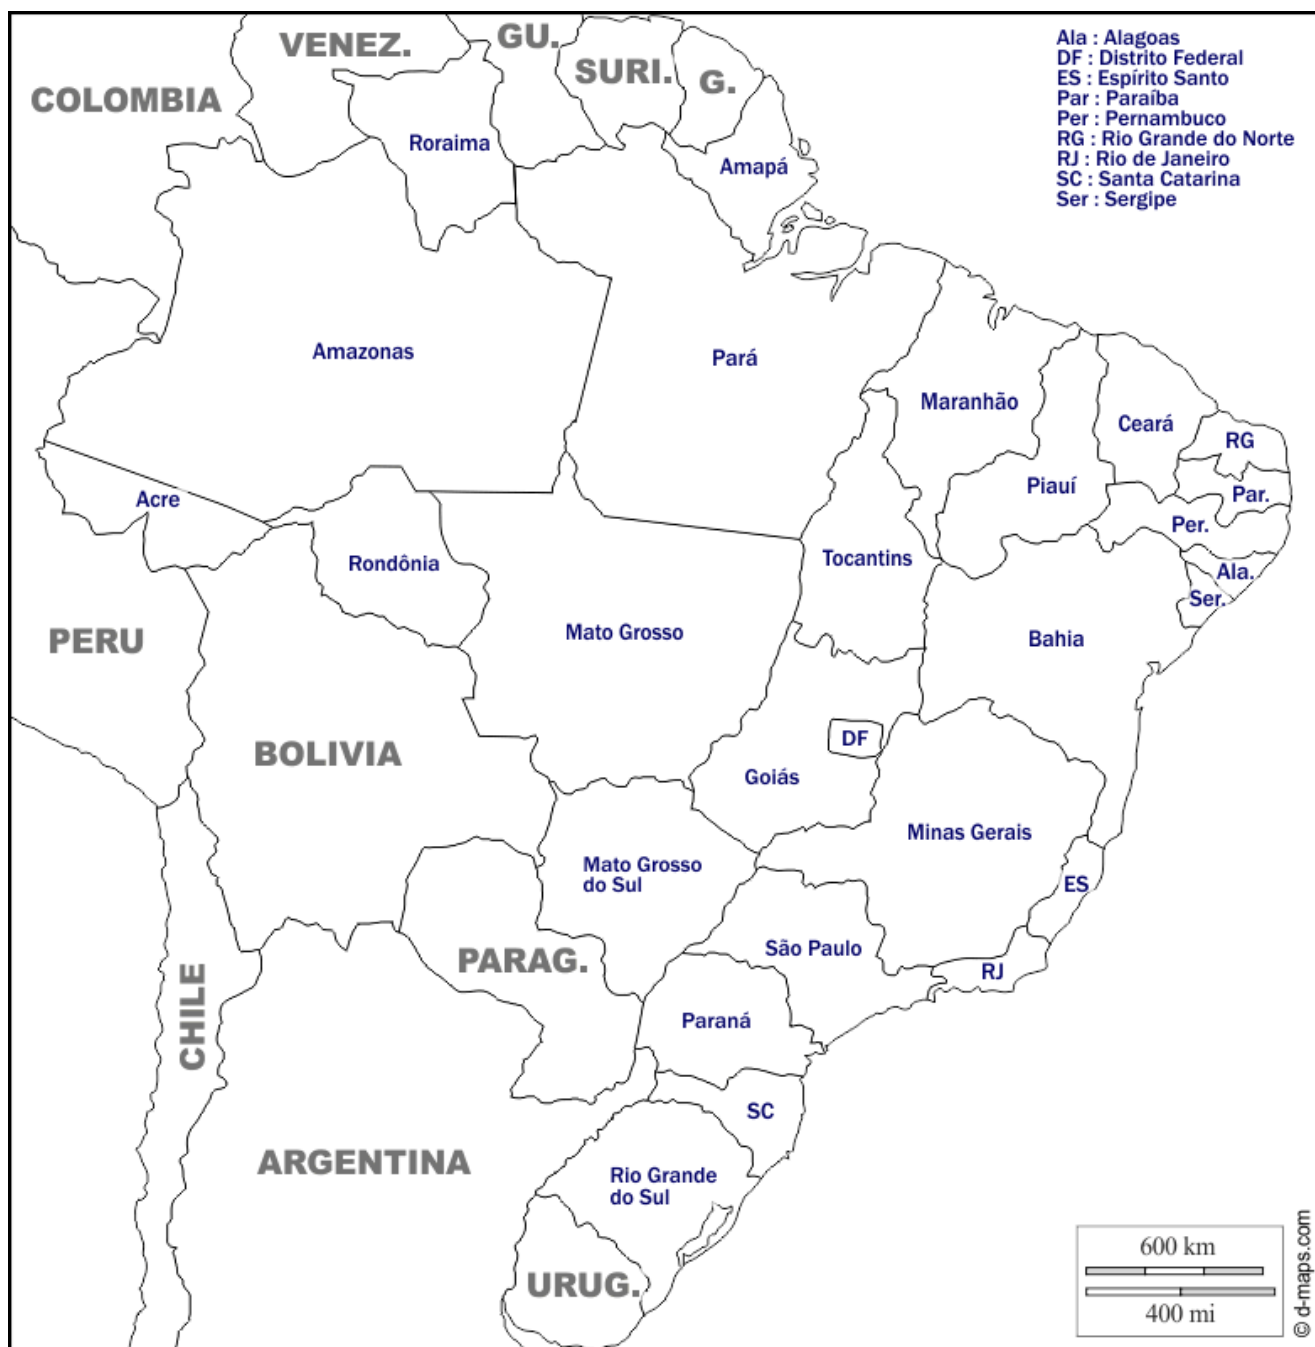 VENEZ.
GU.
SURI.
G.
COLOMBIA
Ala : Alagoas
DF : Distrito Federal
ES : Espírito Santo
Par : Paraíba
Per : Pernambuco
RG : Rio Grande do Norte
RJ : Rio de Janeiro
SC : Santa Catarina
Ser : Sergipe
Roraima
Amapá
Amazonas
Pará
Maranhão
Ceará
RG
Piauí
Par.
Acre
Per.
Rondônia
Tocantins
Ala.
Ser.
PERU
Mato Grosso
Bahia
BOLIVIA
DF
Goiás
Minas Gerais
Mato Grosso
do Sul
ES
São Paulo
PARAG.
RJ
CHILE
Paraná
SC
ARGENTINA
Rio Grande
do Sul
URUG.
600 km
400 mi
© d-maps.com